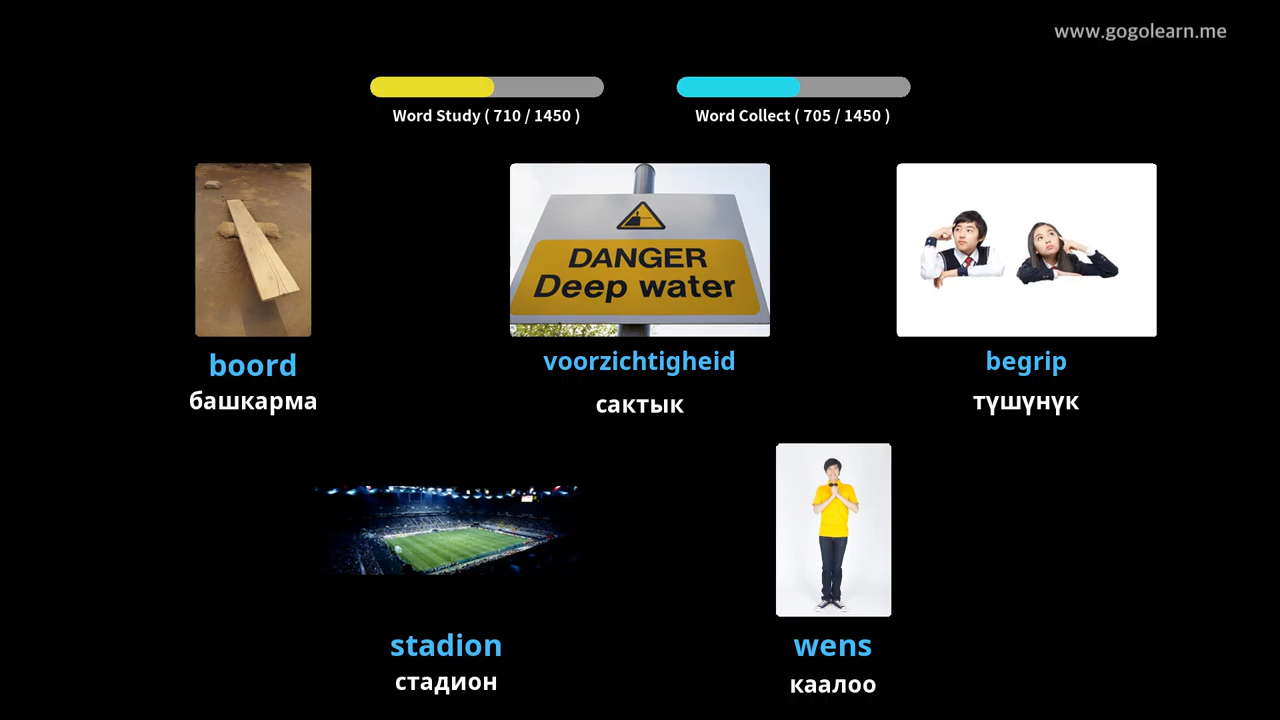 www.gogolearn.me
Word Study ( 710 / 1450 )
Word Collect ( 705 / 1450 )
DANGER
Deep water
boord
башкарма
voorzichtigheid
сактык
begrip
түшүнүк
stadion
стадион
wens
каалоо